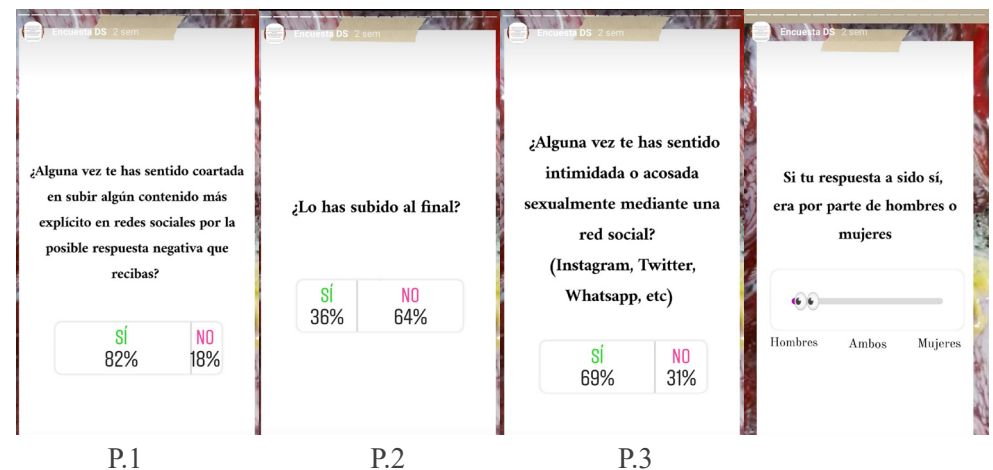 Encuesta DS 2 sem
¿Alguna vez te has sentido coartada
en subir algún contenido más
explícito en redes sociales por la
posible respuesta negativa que
recibas?
SÍ NO
82% 18%
P.1
Encuesta DS 2 sem
¿Lo has subido al final?
SÍ NO
36% 64%
P.2
Encuesta DS 2 sem
¿Alguna vez te has sentido
intimidada o acosada
sexualmente mediante una
red social?
(Instagram, Twitter,
Whatsapp, etc)
SÍ NO
69% 31%
P.3
Encuesta DS 2 sem
Si tu respuesta a sido sí,
era por parte de hombres o
mujeres
Hombres Ambos Mujeres